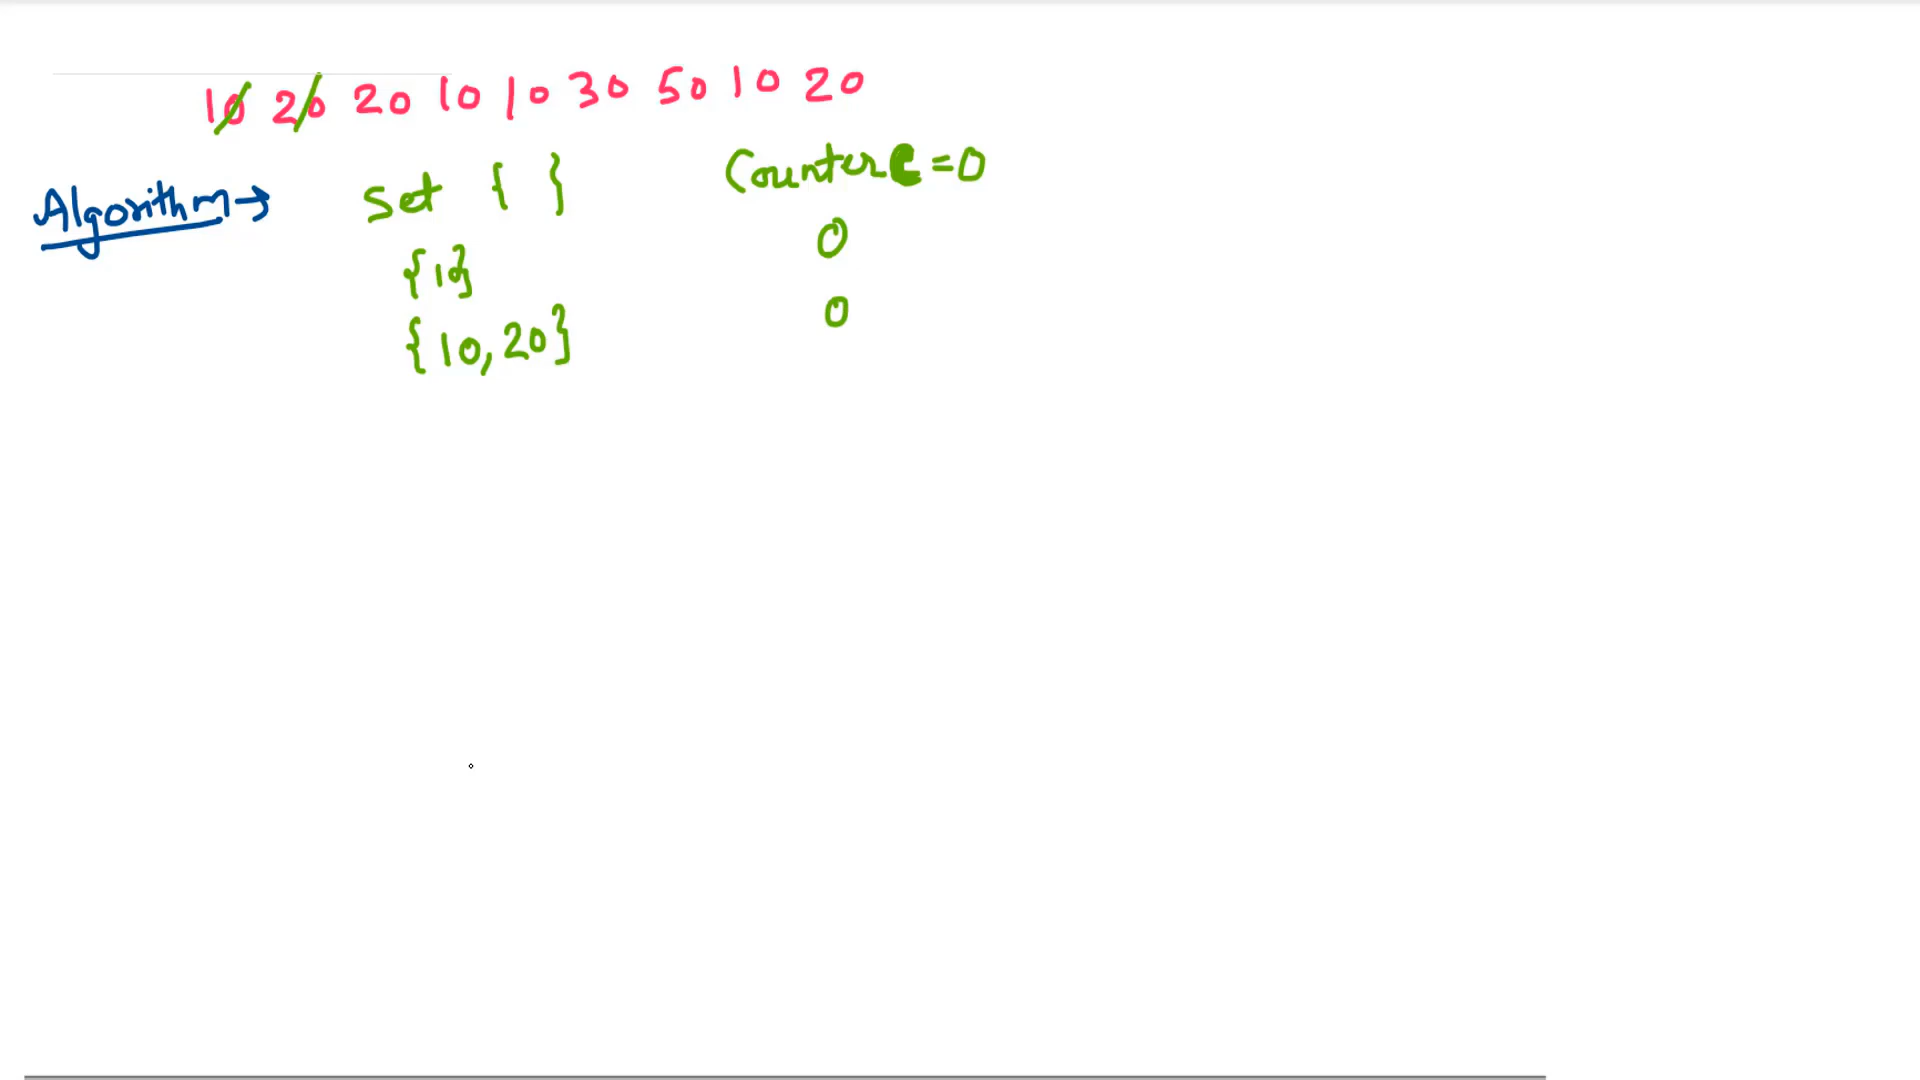 10 20 20 10 10 30 50 10 20
Algorithm → Set { } Counter C = 0
{10} 0
{10, 20} 0